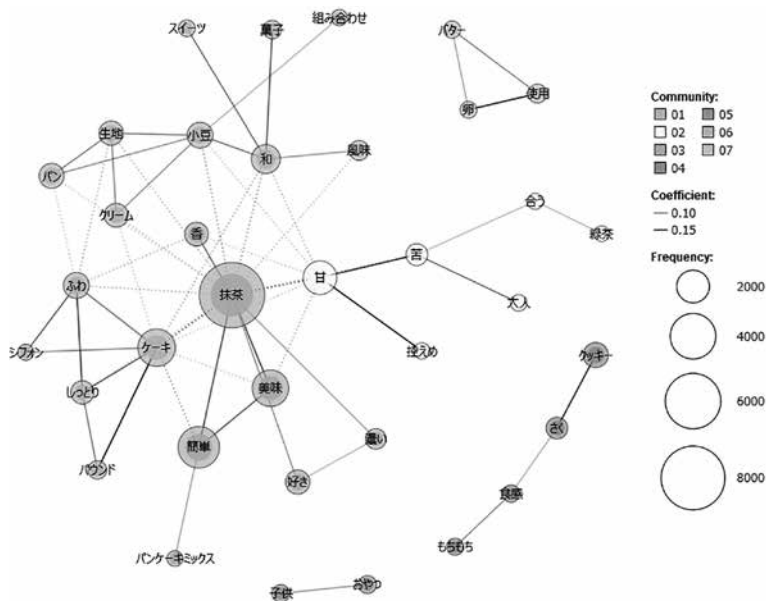 スイーツ
菓子
組み合わせ
バター
使用
卵
生地
小豆
和
風味
パン
クリーム
香
合う
緑茶
苦
甘
大人
控えめ
ふわ
抹茶
シフォン
ケーキ
しっとり
美味
簡単
パウンド
濃い
好き
パンケーキミックス
子供
おやつ
クッキー
さく
食感
もちもち
Community:
01 05
02 06
03 07
04
Coefficient:
0.10
0.15
Frequency:
2000
4000
6000
8000